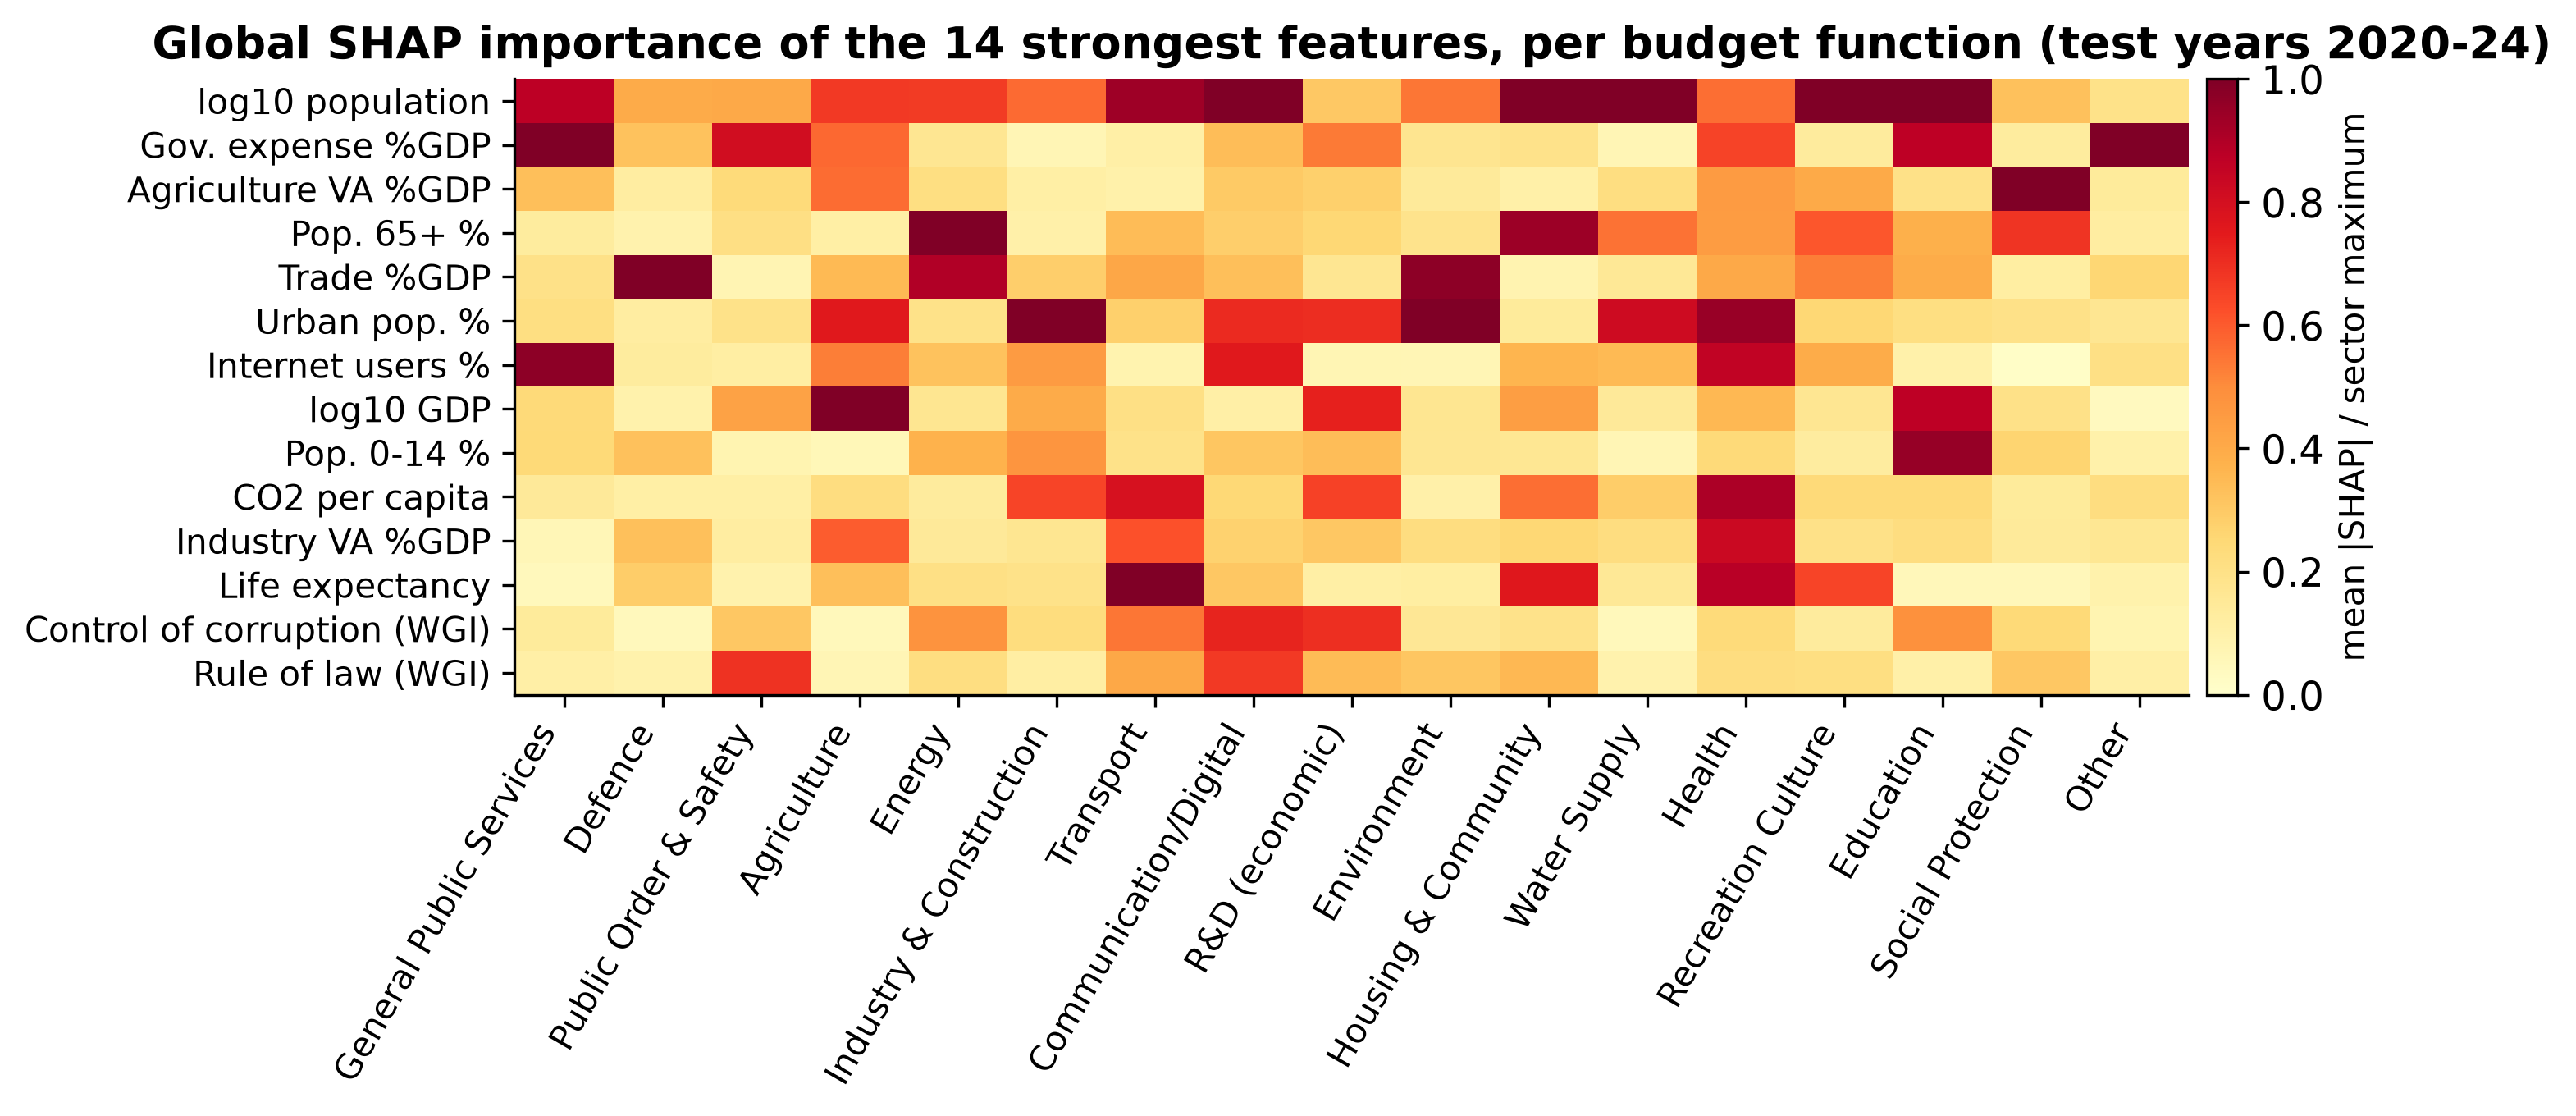 Global SHAP importance of the 14 strongest features, per budget function (test years 2020-24)
log10 population
Gov. expense %GDP
Agriculture VA %GDP
Pop. 65+ %
Trade %GDP
Urban pop. %
Internet users %
log10 GDP
Pop. 0-14 %
CO2 per capita
Industry VA %GDP
Life expectancy
Control of corruption (WGI)
Rule of law (WGI)
General Public Services
Defence
Public Order & Safety
Agriculture
Energy
Industry & Construction
Transport
Communication/Digital
R&D (economic)
Environment
Housing & Community
Water Supply
Health
Recreation Culture
Education
Social Protection
Other
1.0
0.8
0.6
0.4
0.2
0.0
mean |SHAP| / sector maximum